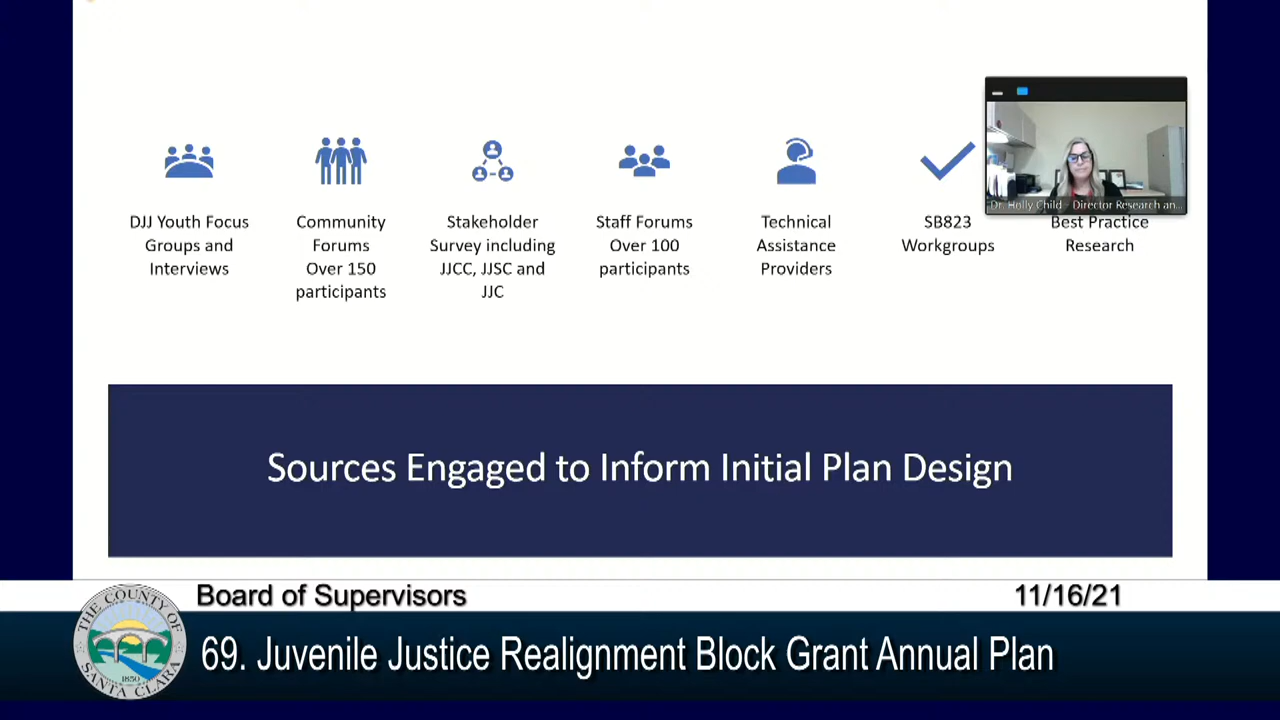 DJJ Youth Focus
Groups and
Interviews
Community
Forums
Over 150
participants
Stakeholder
Survey including
JJCC, JJSC and
JJC
Staff Forums
Over 100
participants
Technical
Assistance
Providers
SB823
Workgroups
Best Practice
Research
Dr. Holly Child - Director Research an...
Sources Engaged to Inform Initial Plan Design
Board of Supervisors
11/16/21
THE COUNTY OF
SANTA CLARA
1850
69. Juvenile Justice Realignment Block Grant Annual Plan